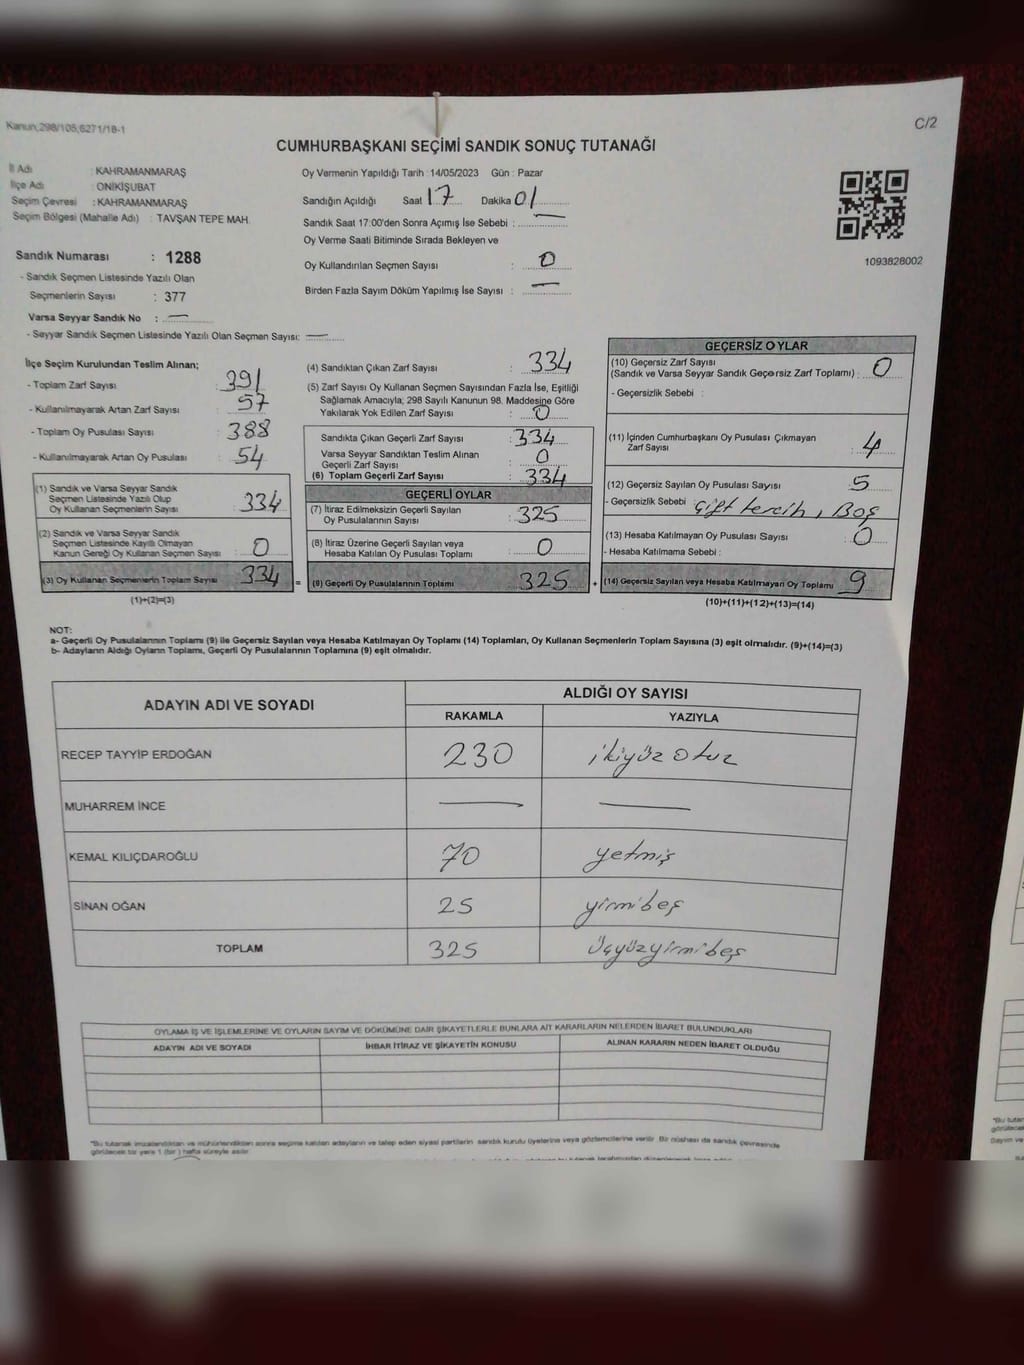 Kanun,298/105,6271/18-1
C/2
CUMHURBAŞKANI SEÇİMİ SANDIK SONUÇ TUTANAĞI
İl Adı : KAHRAMANMARAŞ
İlçe Adı : ONİKİŞUBAT
Seçim Çevresi : KAHRAMANMARAŞ
Seçim Bölgesi (Mahalle Adı) : TAVŞAN TEPE MAH.
Sandık Numarası : 1288
- Sandık Seçmen Listesinde Yazılı Olan
Seçmenlerin Sayısı : 377
Varsa Seyyar Sandık No : —
- Seyyar Sandık Seçmen Listesinde Yazılı Olan Seçmen Sayısı: —
Oy Vermenin Yapıldığı Tarih : 14/05/2023 Gün : Pazar
Sandığın Açıldığı Saat 17 Dakika 01
Sandık Saat 17:00'den Sonra Açımış İse Sebebi : —
Oy Verme Saati Bitiminde Sırada Bekleyen ve
Oy Kullandırılan Seçmen Sayısı : 0
Birden Fazla Sayım Döküm Yapılmış İse Sayısı : —
1093828002
İlçe Seçim Kurulundan Teslim Alınan;
- Toplam Zarf Sayısı : 391
- Kullanılmayarak Artan Zarf Sayısı : 57
- Toplam Oy Pusulası Sayısı : 388
- Kullanılmayarak Artan Oy Pusulası : 54
(1) Sandık ve Varsa Seyyar Sandık
Seçmen Listesinde Yazılı Olup
Oy Kullanan Seçmenlerin Sayısı : 334
(2) Sandık ve Varsa Seyyar Sandık
Seçmen Listesinde Kayıtlı Olmayan
Kanun Gereği Oy Kullanan Seçmen Sayısı : 0
(3) Oy Kullanan Seçmenlerin Toplam Sayısı : 334 =
(1)+(2)=(3)
(4) Sandıktan Çıkan Zarf Sayısı : 334
(5) Zarf Sayısı Oy Kullanan Seçmen Sayısından Fazla İse, Eşitliği
Sağlamak Amacıyla; 298 Sayılı Kanunun 98. Maddesine Göre
Yakılarak Yok Edilen Zarf Sayısı : 0
Sandıkta Çıkan Geçerli Zarf Sayısı : 334
Varsa Seyyar Sandıktan Teslim Alınan
Geçerli Zarf Sayısı : 0
(6) Toplam Geçerli Zarf Sayısı : 334
GEÇERLİ OYLAR
(7) İtiraz Edilmeksizin Geçerli Sayılan
Oy Pusulalarının Sayısı : 325
(8) İtiraz Üzerine Geçerli Sayılan veya
Hesaba Katılan Oy Pusulası Toplamı : 0
(9) Geçerli Oy Pusulalarının Toplamı : 325 +
GEÇERSİZ OYLAR
(10) Geçersiz Zarf Sayısı
(Sandık ve Varsa Seyyar Sandık Geçersiz Zarf Toplamı) : 0
- Geçersizlik Sebebi :
(11) İçinden Cumhurbaşkanı Oy Pusulası Çıkmayan
Zarf Sayısı : 4
(12) Geçersiz Sayılan Oy Pusulası Sayısı : 5
- Geçersizlik Sebebi : Çift tercih, Boş
(13) Hesaba Katılmayan Oy Pusulası Sayısı : 0
- Hesaba Katılmama Sebebi :
(14) Geçersiz Sayılan veya Hesaba Katılmayan Oy Toplamı : 9
(10)+(11)+(12)+(13)=(14)
NOT:
a- Geçerli Oy Pusulalarının Toplamı (9) ile Geçersiz Sayılan veya Hesaba Katılmayan Oy Toplamı (14) Toplamları, Oy Kullanan Seçmenlerin Toplam Sayısına (3) eşit olmalıdır. (9)+(14)=(3)
b- Adayların Aldığı Oyların Toplamı, Geçerli Oy Pusulalarının Toplamına (9) eşit olmalıdır.
ADAYIN ADI VE SOYADI ALDIĞI OY SAYISI
RAKAMLA YAZIYLA
RECEP TAYYİP ERDOĞAN 230 ikiyüz otuz
MUHARREM İNCE — —
KEMAL KILIÇDAROĞLU 70 yetmiş
SİNAN OĞAN 25 yirmibeş
TOPLAM 325 üçyüzyirmibeş
OYLAMA İŞ VE İŞLEMLERİNE VE OYLARIN SAYIM VE DÖKÜMÜNE DAİR ŞİKAYETLERLE BUNLARA AİT KARARLARIN NELERDEN İBARET BULUNDUKLARI
ADAYIN ADI VE SOYADI İHBAR İTİRAZ VE ŞİKAYETİN KONUSU ALINAN KARARIN NEDEN İBARET OLDUĞU
*Bu tutanak imzalandıktan ve mühürlendikten sonra seçime katılan adayların ve talep eden siyasi partilerin sandık kurulu üyelerine veya gözlemcilerine verilir. Bir nüshası da sandık çevresinde
görülecek bir yere 1 (bir) hafta süreyle asılır.